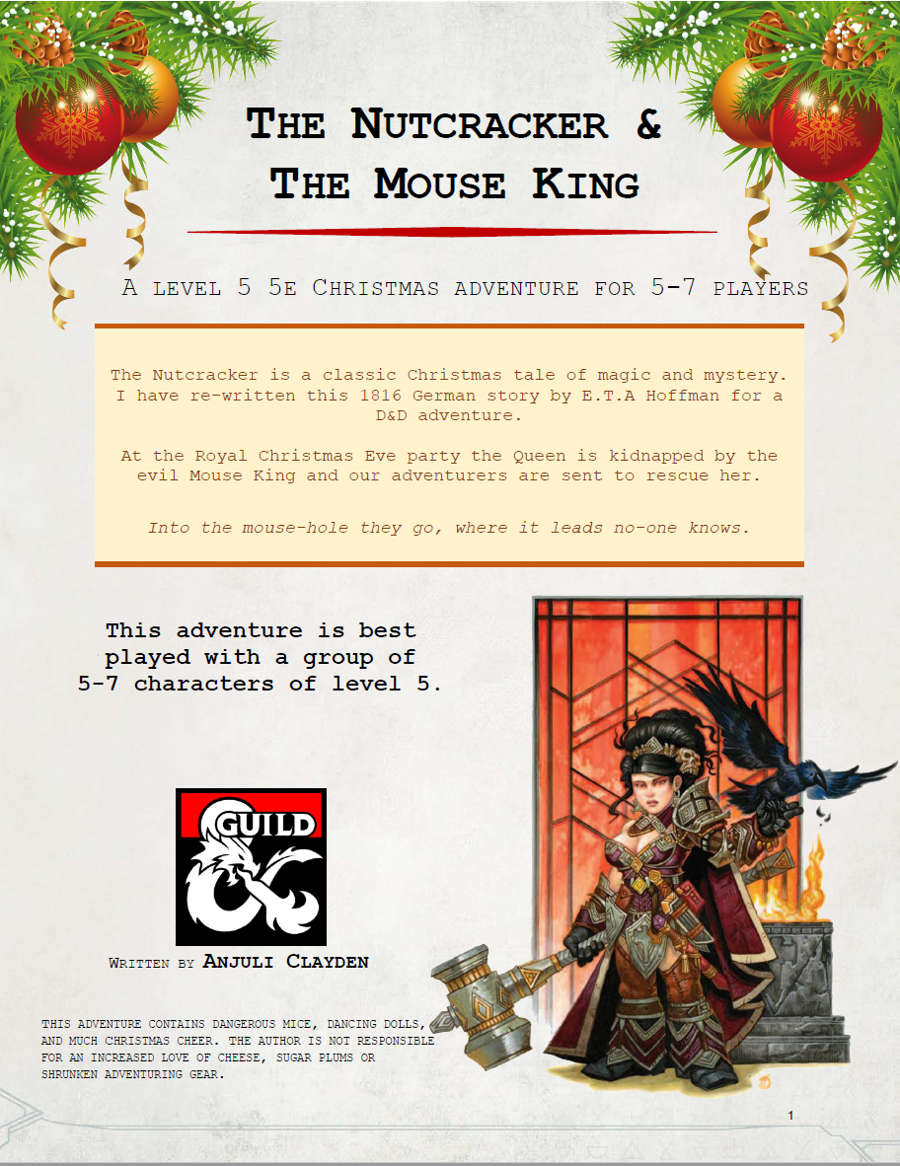 The Nutcracker &
The Mouse King
A level 5 5e Christmas adventure for 5-7 players
The Nutcracker is a classic Christmas tale of magic and mystery.
I have re-written this 1816 German story by E.T.A Hoffman for a
D&D adventure.
At the Royal Christmas Eve party the Queen is kidnapped by the
evil Mouse King and our adventurers are sent to rescue her.
Into the mouse-hole they go, where it leads no-one knows.
This adventure is best
played with a group of
5-7 characters of level 5.
GUILD
Written by Anjuli Clayden
THIS ADVENTURE CONTAINS DANGEROUS MICE, DANCING DOLLS,
AND MUCH CHRISTMAS CHEER. THE AUTHOR IS NOT RESPONSIBLE
FOR AN INCREASED LOVE OF CHEESE, SUGAR PLUMS OR
SHRUNKEN ADVENTURING GEAR.
1